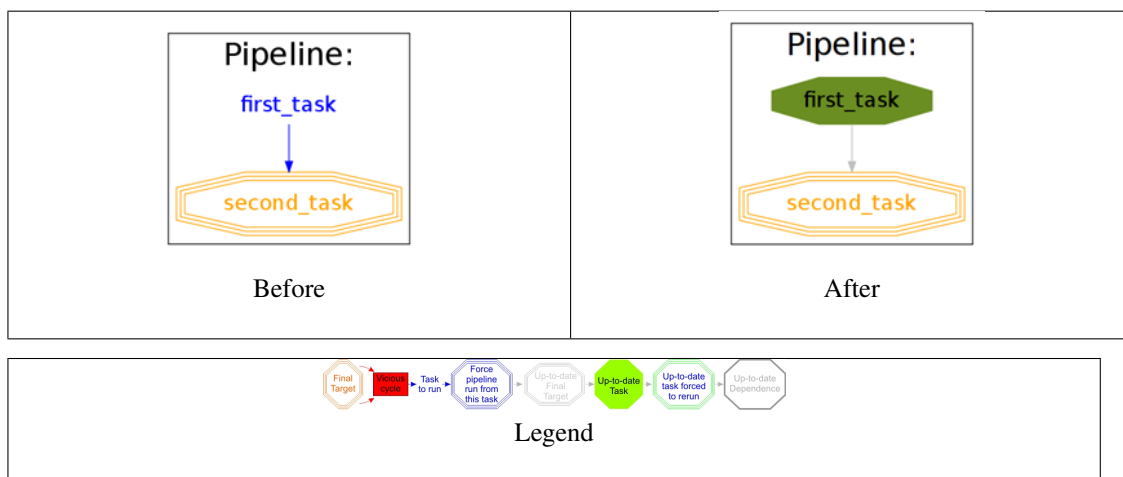 Pipeline:
first_task
second_task
Before
Pipeline:
first_task
second_task
After
Final
Target
Vicious
cycle
Task
to run
Force
pipeline
run from
this task
Up-to-date
Final
Target
Up-to-date
Task
Up-to-date
task forced
to rerun
Up-to-date
Dependence
Legend